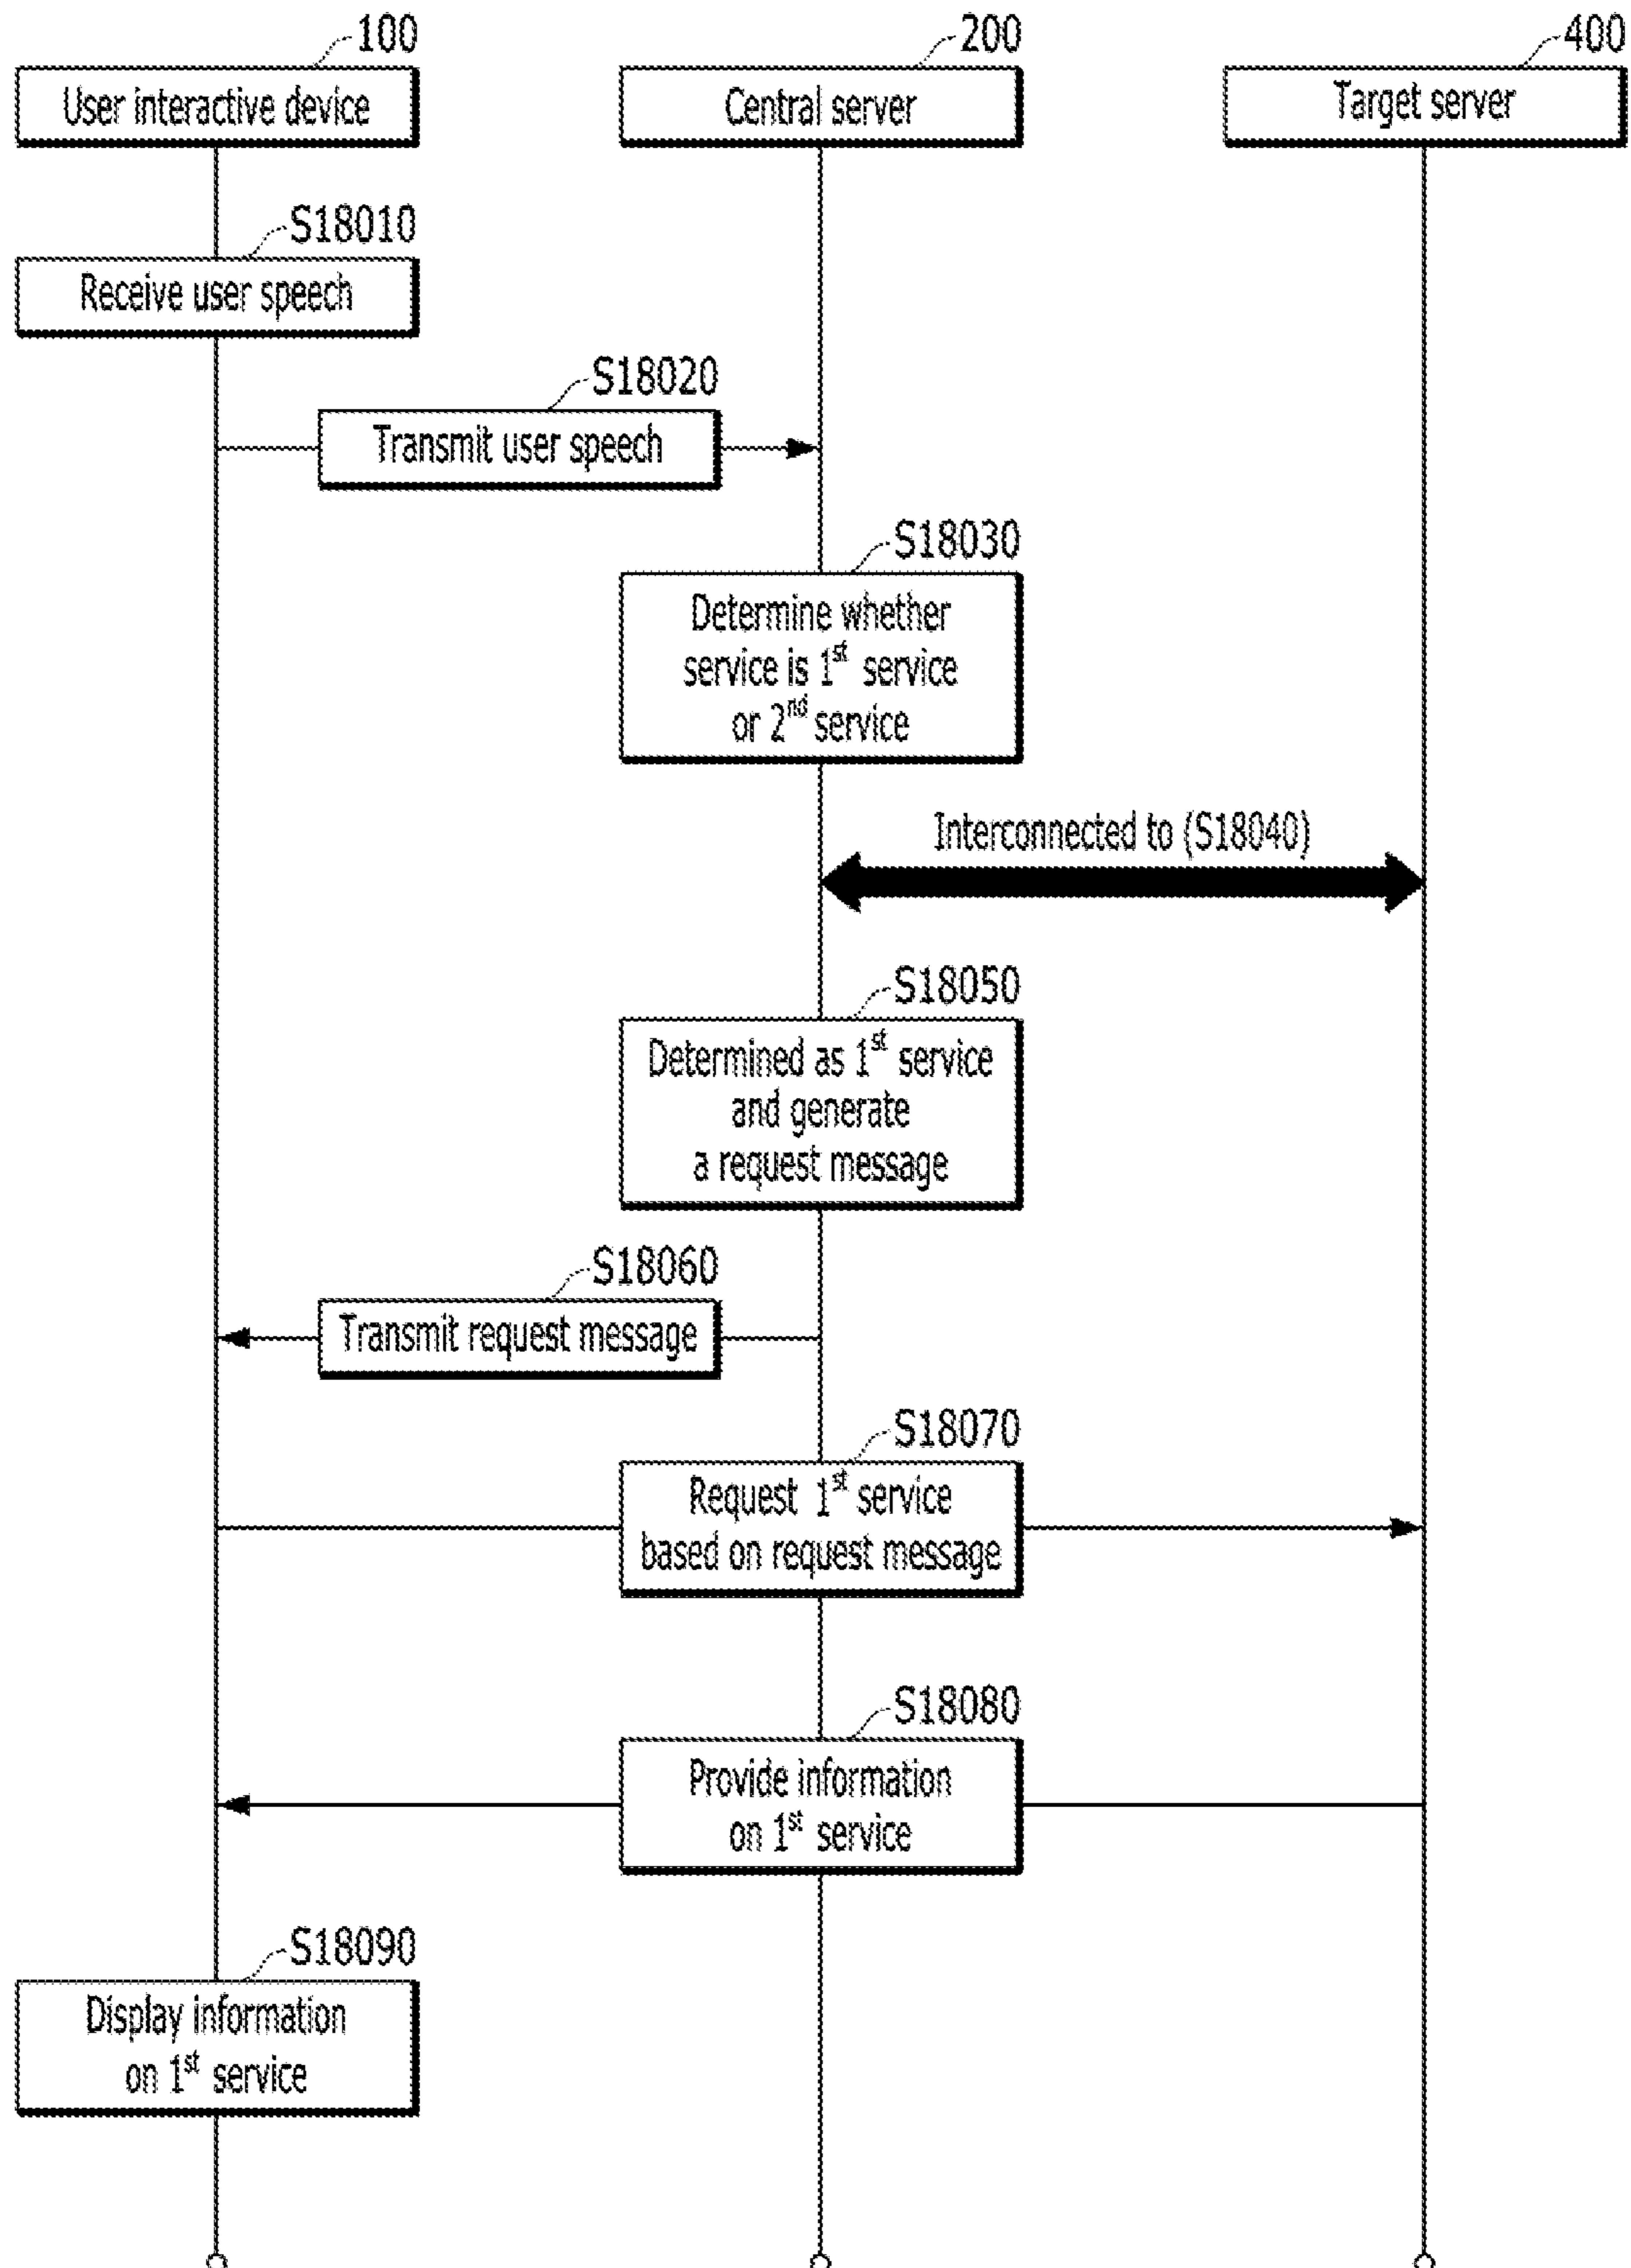 100
200
400
User interactive device
Central server
Target server
S18010
Receive user speech
S18020
Transmit user speech
S18030
Determine whether
service is 1st service
or 2nd service
Interconnected to (S18040)
S18050
Determined as 1st service
and generate
a request message
S18060
Transmit request message
S18070
Request 1st service
based on request message
S18080
Provide information
on 1st service
S18090
Display information
on 1st service